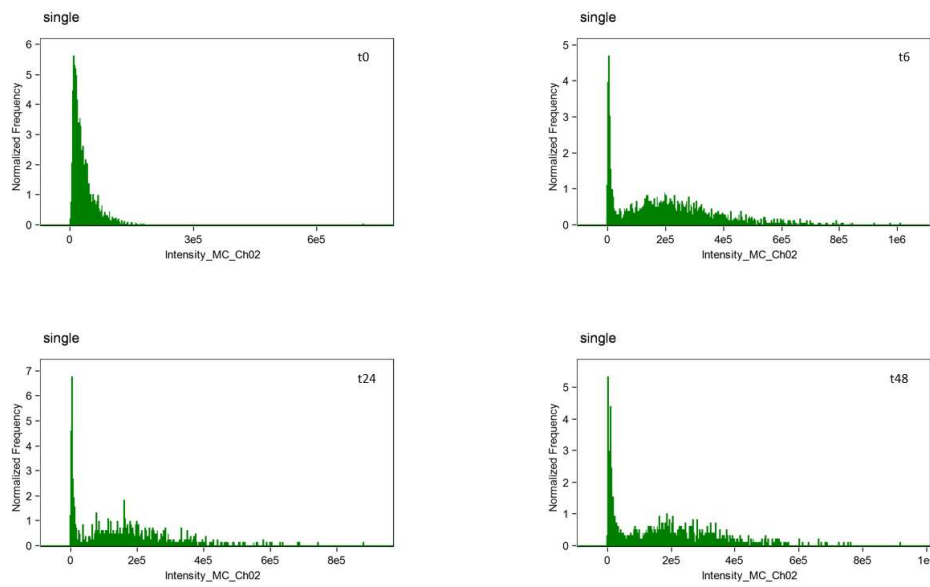 single
t0
6
5
4
3
2
1
0
Normalized Frequency
0 3e5 6e5
Intensity_MC_Ch02
single
t6
5
4
3
2
1
0
Normalized Frequency
0 2e5 4e5 6e5 8e5 1e6
Intensity_MC_Ch02
single
t24
7
6
5
4
3
2
1
0
Normalized Frequency
0 2e5 4e5 6e5 8e5
Intensity_MC_Ch02
single
t48
5
4
3
2
1
0
Normalized Frequency
0 2e5 4e5 6e5 8e5
Intensity_MC_Ch02